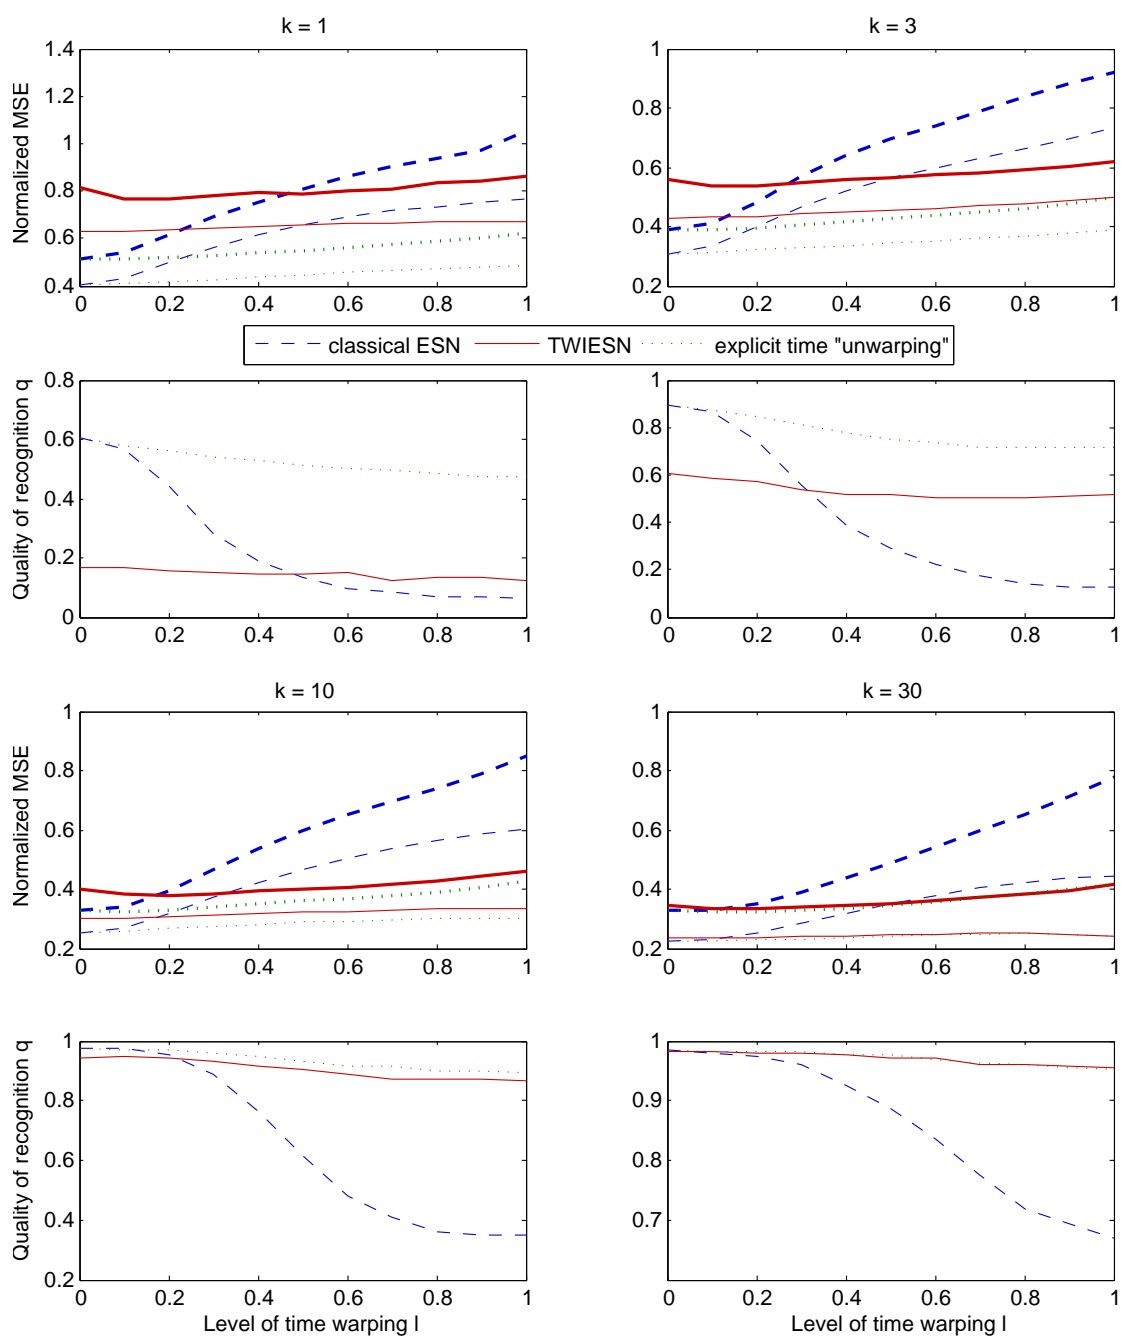 k = 1
k = 3
Normalized MSE
1.4
1.2
1
0.8
0.6
0.4
0 0.2 0.4 0.6 0.8 1
1
0.8
0.6
0.4
0.2
0 0.2 0.4 0.6 0.8 1
classical ESN TWIESN explicit time "unwarping"
Quality of recognition q
0.8
0.6
0.4
0.2
0
0 0.2 0.4 0.6 0.8 1
1
0.8
0.6
0.4
0.2
0
0 0.2 0.4 0.6 0.8 1
k = 10
k = 30
Normalized MSE
1
0.8
0.6
0.4
0.2
0 0.2 0.4 0.6 0.8 1
1
0.8
0.6
0.4
0.2
0 0.2 0.4 0.6 0.8 1
Quality of recognition q
1
0.8
0.6
0.4
0.2
0 0.2 0.4 0.6 0.8 1
Level of time warping l
1
0.9
0.8
0.7
0 0.2 0.4 0.6 0.8 1
Level of time warping l